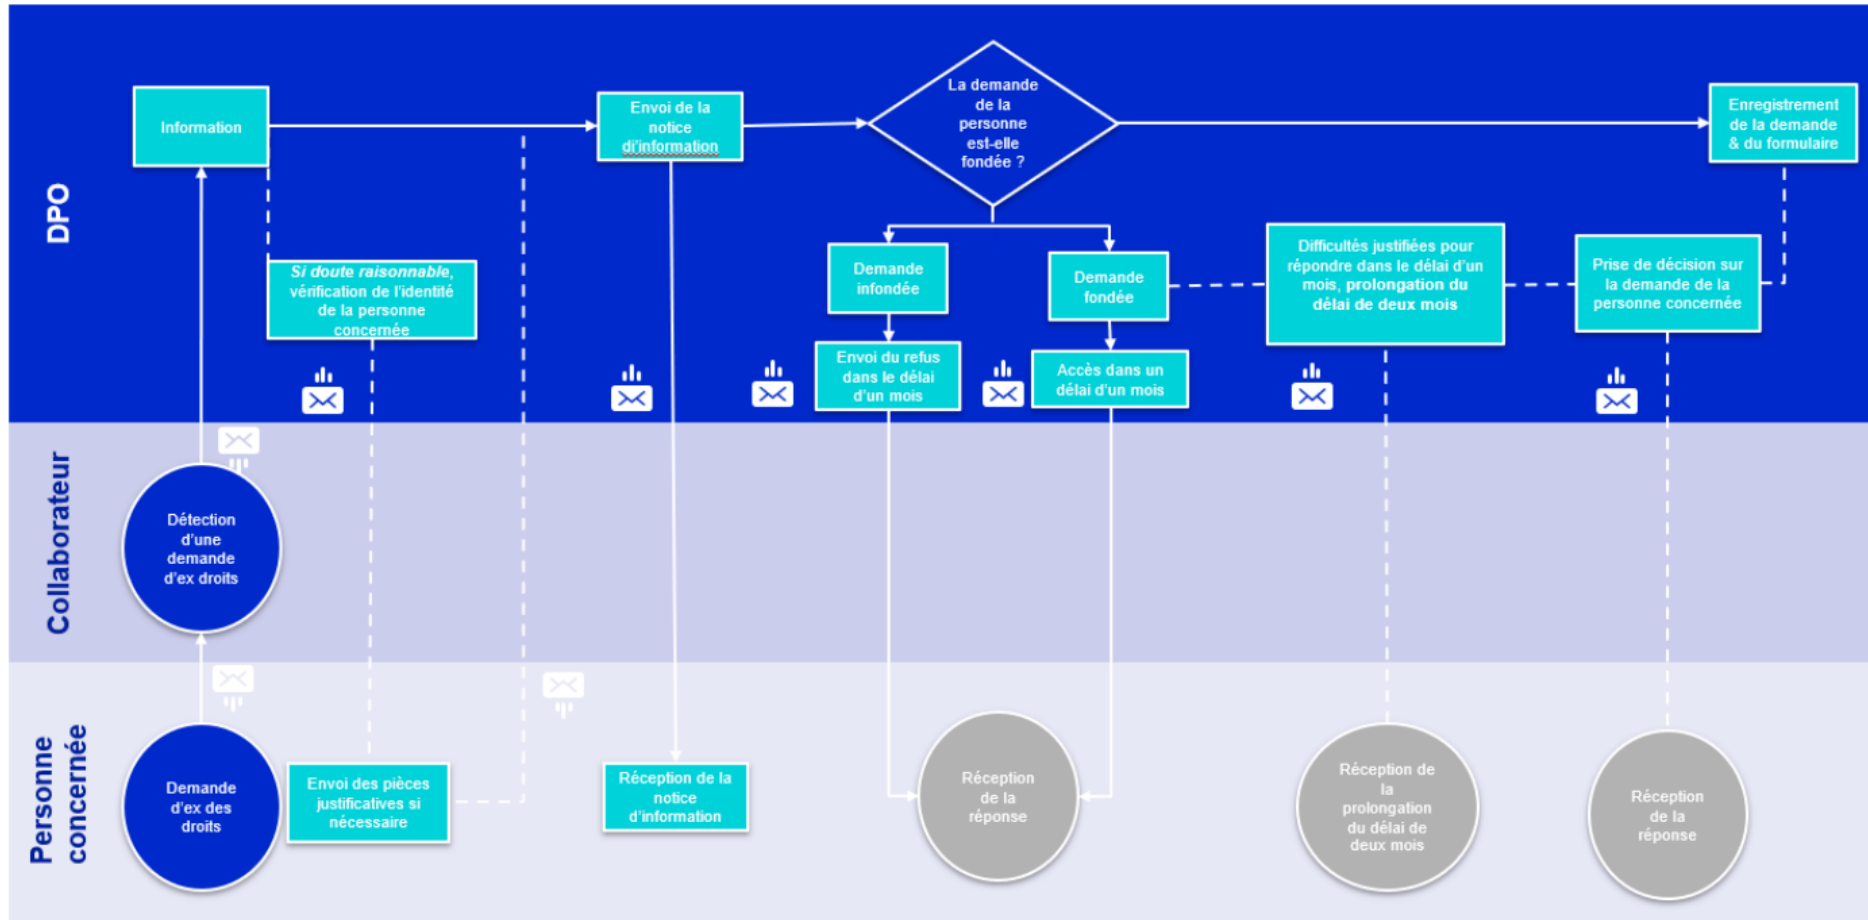 DPO
Information
Envoi de la
notice
di'information
La demande
de la
personne
est-elle
fondée ?
Enregistrement
de la demande
& du formulaire
Si doute raisonnable,
vérification de l'identité
de la personne
concernée
Demande
infondée
Demande
fondée
Difficultés justifiées pour
répondre dans le délai d'un
mois, prolongation du
délai de deux mois
Prise de décision sur
la demande de la
personne concernée
Envoi du refus
dans le délai
d'un mois
Accès dans un
délai d'un mois
Collaborateur
Détection
d'une
demande
d'ex droits
Personne
concernée
Demande
d'ex des
droits
Envoi des pièces
justificatives si
nécessaire
Réception de la
notice
d'information
Réception
de la
réponse
Réception de
la
prolongation
du délai de
deux mois
Réception
de la
réponse